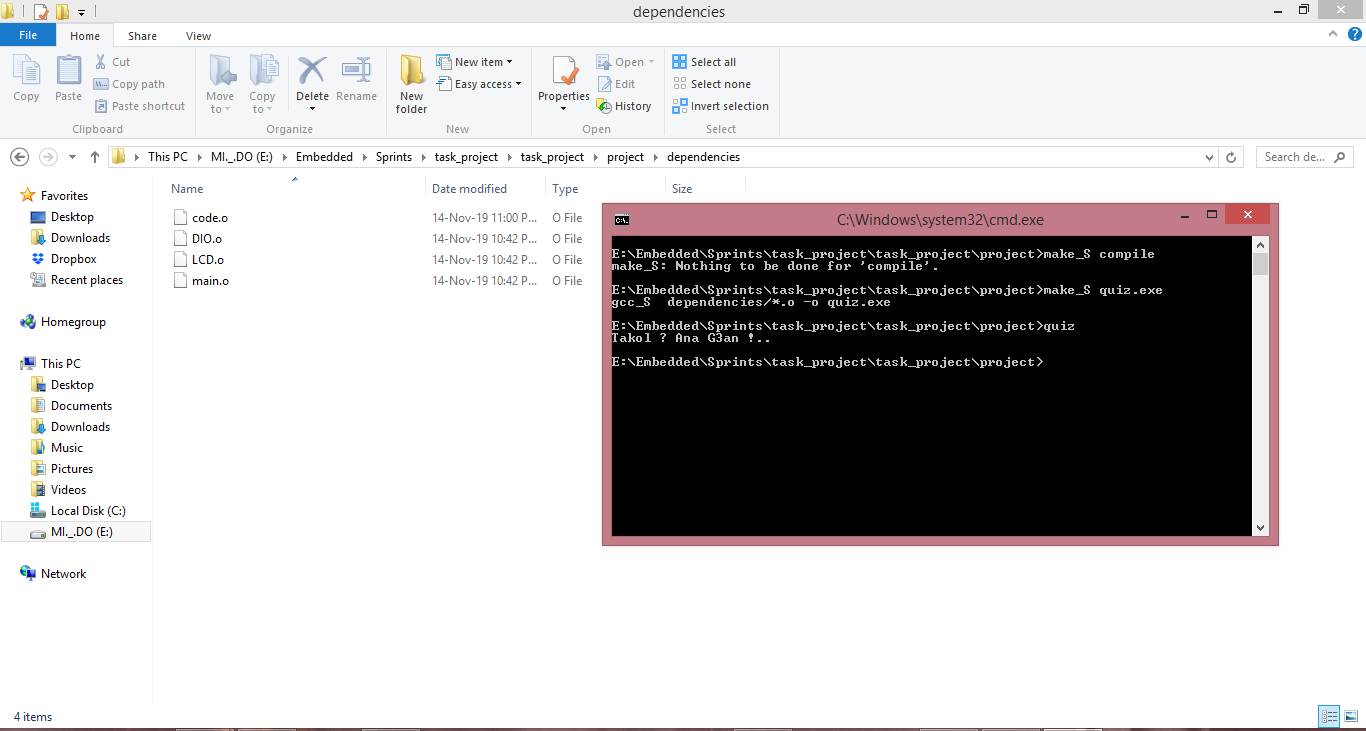 dependencies
File Home Share View
Copy
Paste
Cut
Copy path
Paste shortcut
Clipboard
Move to
Copy to
Delete
Rename
Organize
New folder
New item
Easy access
New
Properties
Open
Edit
History
Open
Select all
Select none
Invert selection
Select
This PC MI._.DO (E:) Embedded Sprints task_project task_project project dependencies
Search de...
Name Date modified Type Size
code.o 14-Nov-19 11:00 P... O File
DIO.o 14-Nov-19 10:42 P... O File
LCD.o 14-Nov-19 10:42 P... O File
main.o 14-Nov-19 10:42 P... O File
Favorites
Desktop
Downloads
Dropbox
Recent places
Homegroup
This PC
Desktop
Documents
Downloads
Music
Pictures
Videos
Local Disk (C:)
MI._.DO (E:)
Network
C:\Windows\system32\cmd.exe
E:\Embedded\Sprints\task_project\task_project\project>make_S compile
make_S: Nothing to be done for 'compile'.
E:\Embedded\Sprints\task_project\task_project\project>make_S quiz.exe
gcc_S  dependencies/*.o -o quiz.exe
E:\Embedded\Sprints\task_project\task_project\project>quiz
Takol ? Ana G3an !..
E:\Embedded\Sprints\task_project\task_project\project>
4 items